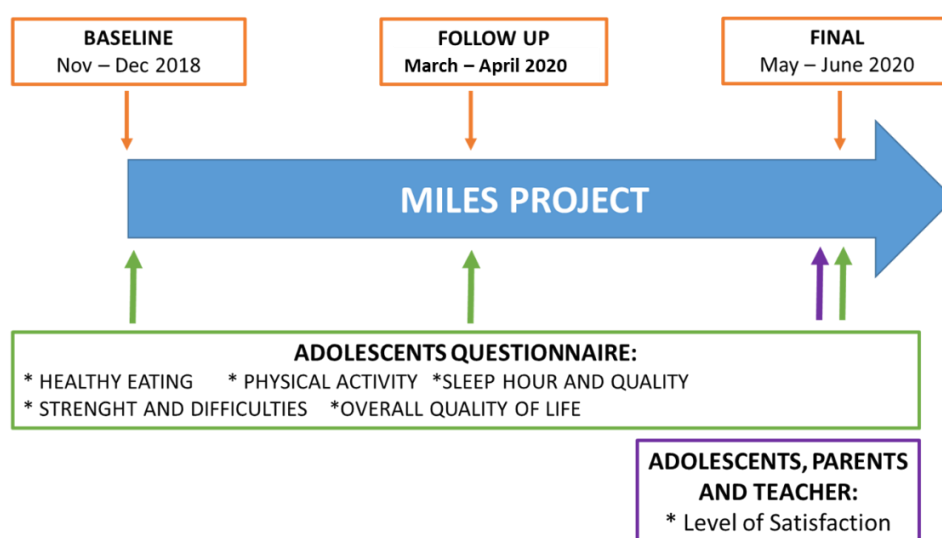 BASELINE
Nov – Dec 2018
FOLLOW UP
March – April 2020
FINAL
May – June 2020
MILES PROJECT
ADOLESCENTS QUESTIONNAIRE:
* HEALTHY EATING * PHYSICAL ACTIVITY *SLEEP HOUR AND QUALITY
* STRENGHT AND DIFFICULTIES *OVERALL QUALITY OF LIFE
ADOLESCENTS, PARENTS
AND TEACHER:
* Level of Satisfaction